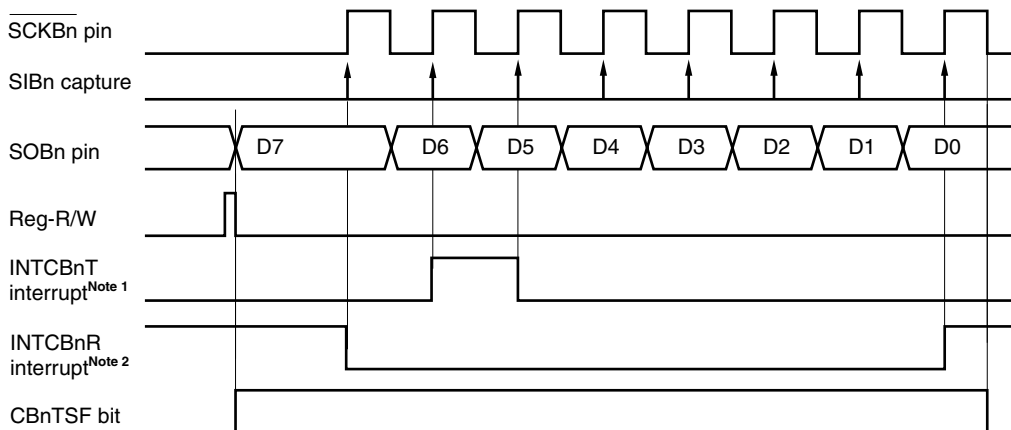 SCKBn pin
SIBn capture
SOBn pin
D7 D6 D5 D4 D3 D2 D1 D0
Reg-R/W
INTCBnT
interruptNote 1
INTCBnR
interruptNote 2
CBnTSF bit